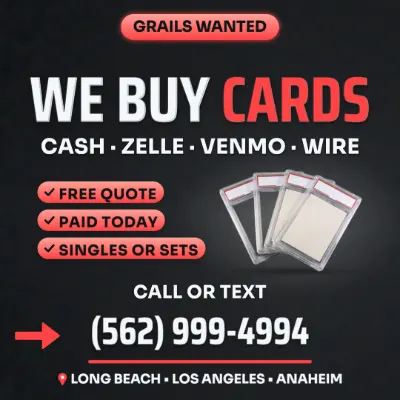 GRAILS WANTED
WE BUY CARDS
CASH · ZELLE · VENMO · WIRE
FREE QUOTE
PAID TODAY
SINGLES OR SETS
CALL OR TEXT
(562) 999-4994
LONG BEACH · LOS ANGELES · ANAHEIM